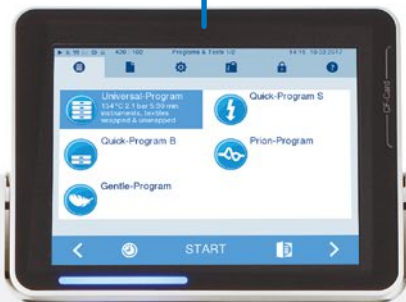 Programs & Tools 1/2
Universal-Program
134°C 2.1 bar 5:30 min
instruments, textiles
wrapped & unwrapped
Quick-Program S
Quick-Program B
Prion-Program
Gentle-Program
START
CF-Card